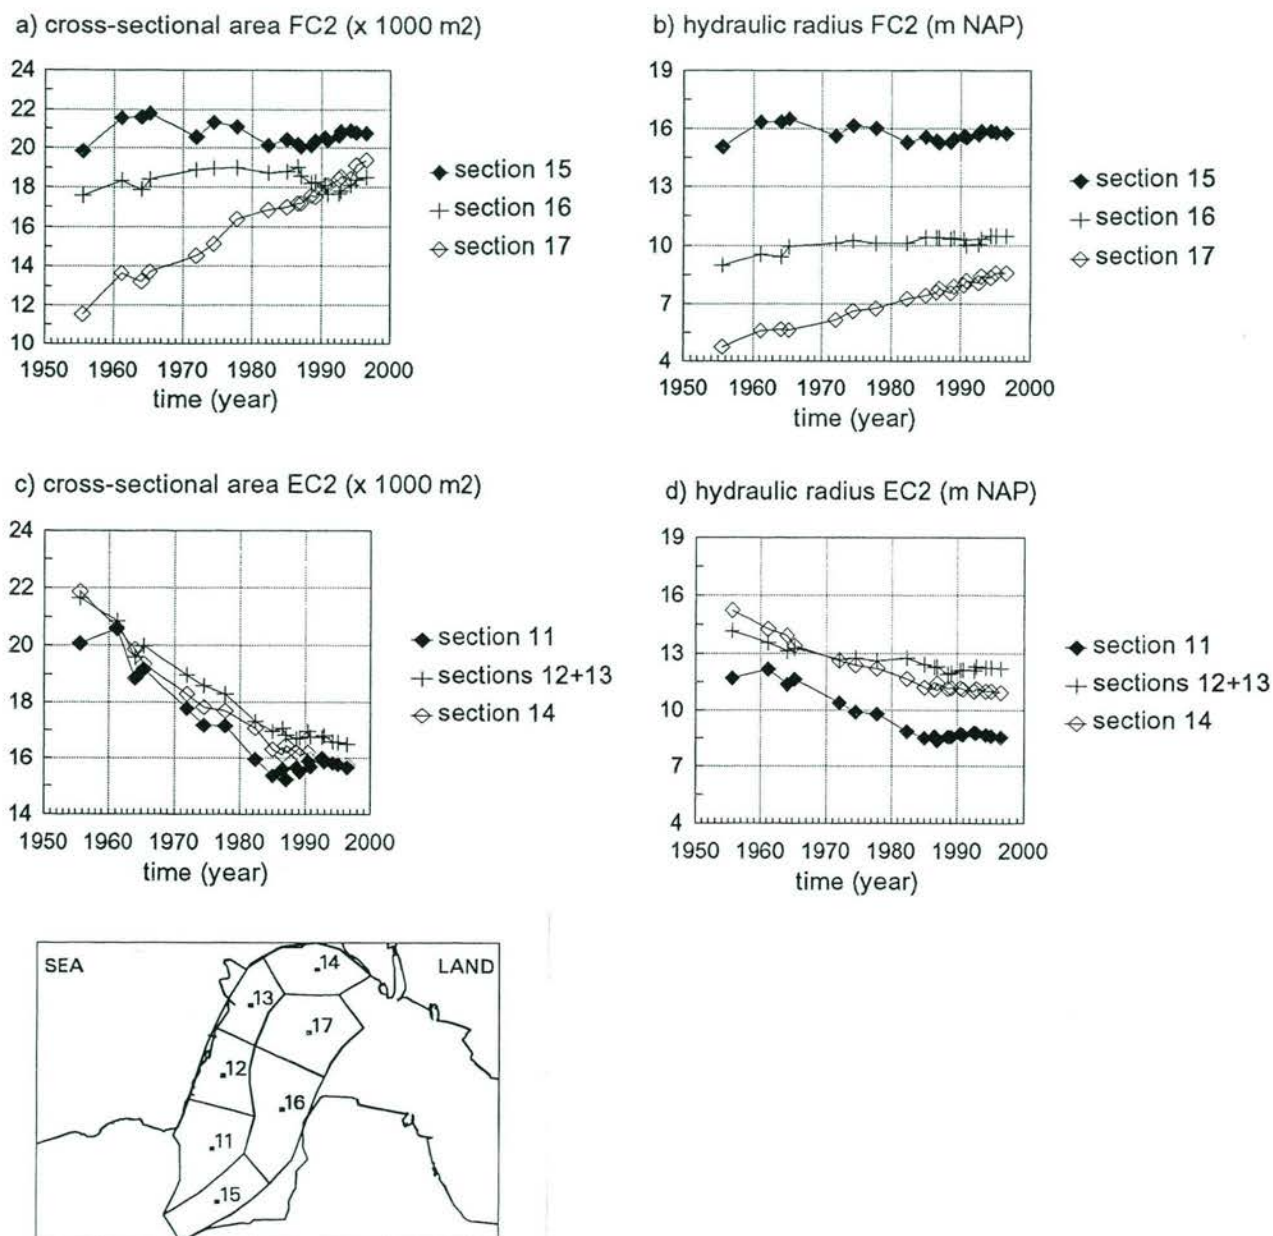 a) cross-sectional area FC2 (x 1000 m2)
24
22
20
18
16
14
12
10
1950 1960 1970 1980 1990 2000
time (year)
section 15
section 16
section 17
b) hydraulic radius FC2 (m NAP)
19
16
13
10
7
4
1950 1960 1970 1980 1990 2000
time (year)
section 15
section 16
section 17
c) cross-sectional area EC2 (x 1000 m2)
24
22
20
18
16
14
1950 1960 1970 1980 1990 2000
time (year)
section 11
sections 12+13
section 14
d) hydraulic radius EC2 (m NAP)
19
16
13
10
7
4
1950 1960 1970 1980 1990 2000
time (year)
section 11
sections 12+13
section 14
SEA
LAND
14
13
17
12
16
11
15